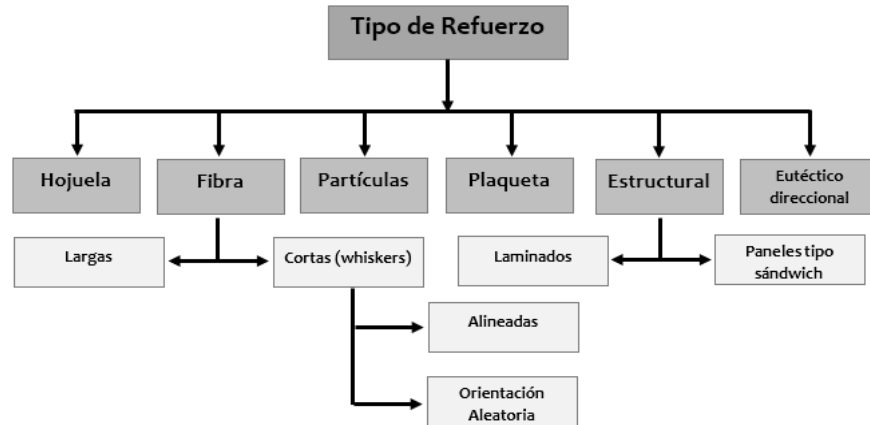 Tipo de Refuerzo
Hojuela
Fibra
Partículas
Plaqueta
Estructural
Eutéctico
direccional
Largas
Cortas (whiskers)
Laminados
Paneles tipo
sándwich
Alineadas
Orientación
Aleatoria